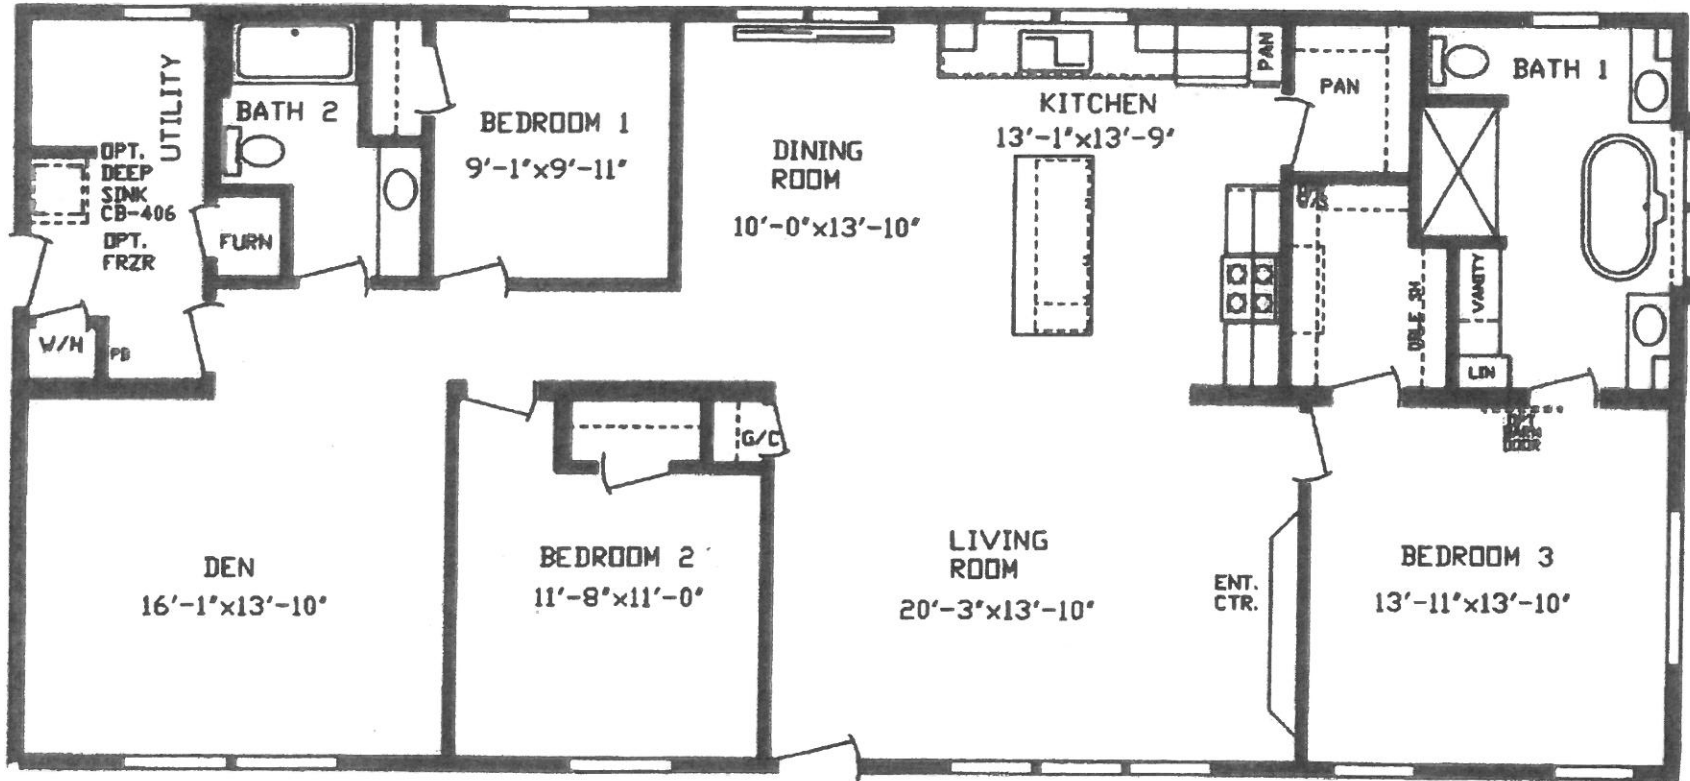 UTILITY
OPT.
DEEP
SINK
CB-406
OPT.
FRZR
W/H
PB
BATH 2
FURN
BEDROOM 1
9'-1"x9'-11"
DINING
ROOM
10'-0"x13'-10"
KITCHEN
13'-1"x13'-9"
PAN
PAN
BATH 1
DBLE SH
VANITY
LIN
OPT
BARN
DOOR
G/C
DEN
16'-1"x13'-10"
BEDROOM 2
11'-8"x11'-0"
LIVING
ROOM
20'-3"x13'-10"
ENT.
CTR.
BEDROOM 3
13'-11"x13'-10"